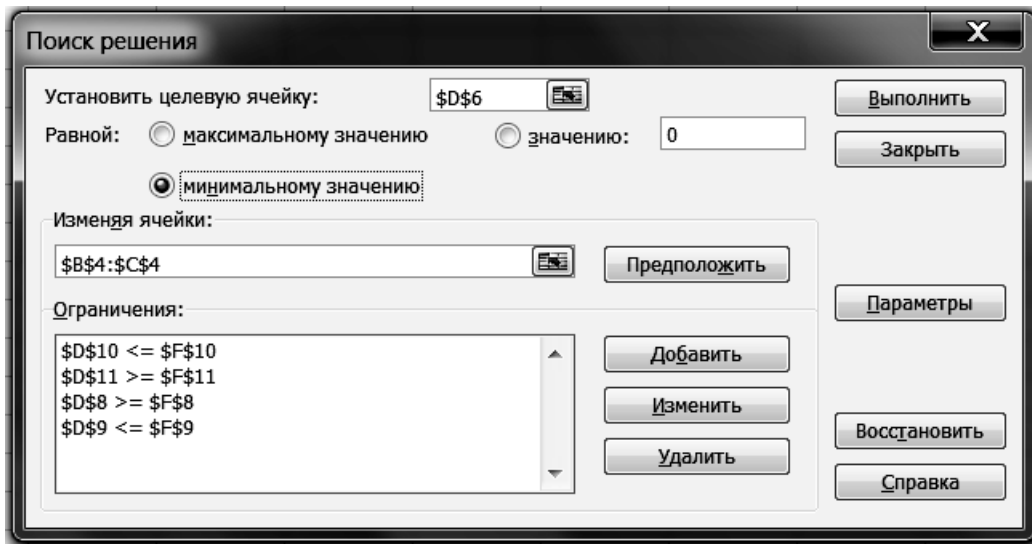 Поиск решения
X
Установить целевую ячейку: $D$6
Выполнить
Равной: максимальному значению значению: 0
Закрыть
минимальному значению
Изменяя ячейки:
$B$4:$C$4
Предположить
Параметры
Ограничения:
$D$10 <= $F$10
$D$11 >= $F$11
$D$8 >= $F$8
$D$9 <= $F$9
Добавить
Изменить
Удалить
Восстановить
Справка